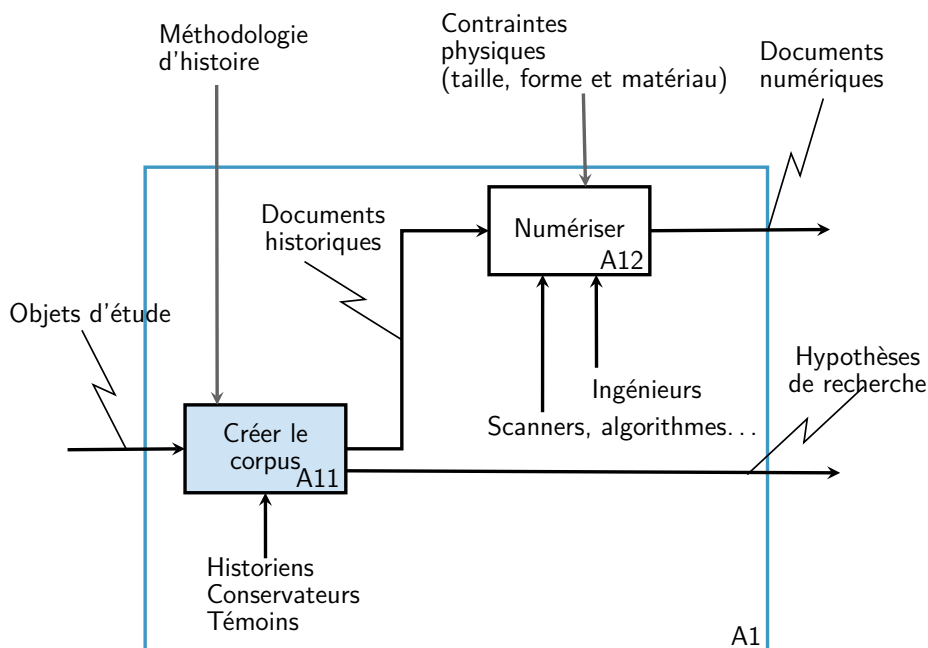 Méthodologie
d'histoire
Contraintes
physiques
(taille, forme et matériau)
Documents
numériques
Documents
historiques
Numériser
A12
Objets d'étude
Ingénieurs
Scanners, algorithmes...
Hypothèses
de recherche
Créer le
corpus
A11
Historiens
Conservateurs
Témoins
A1